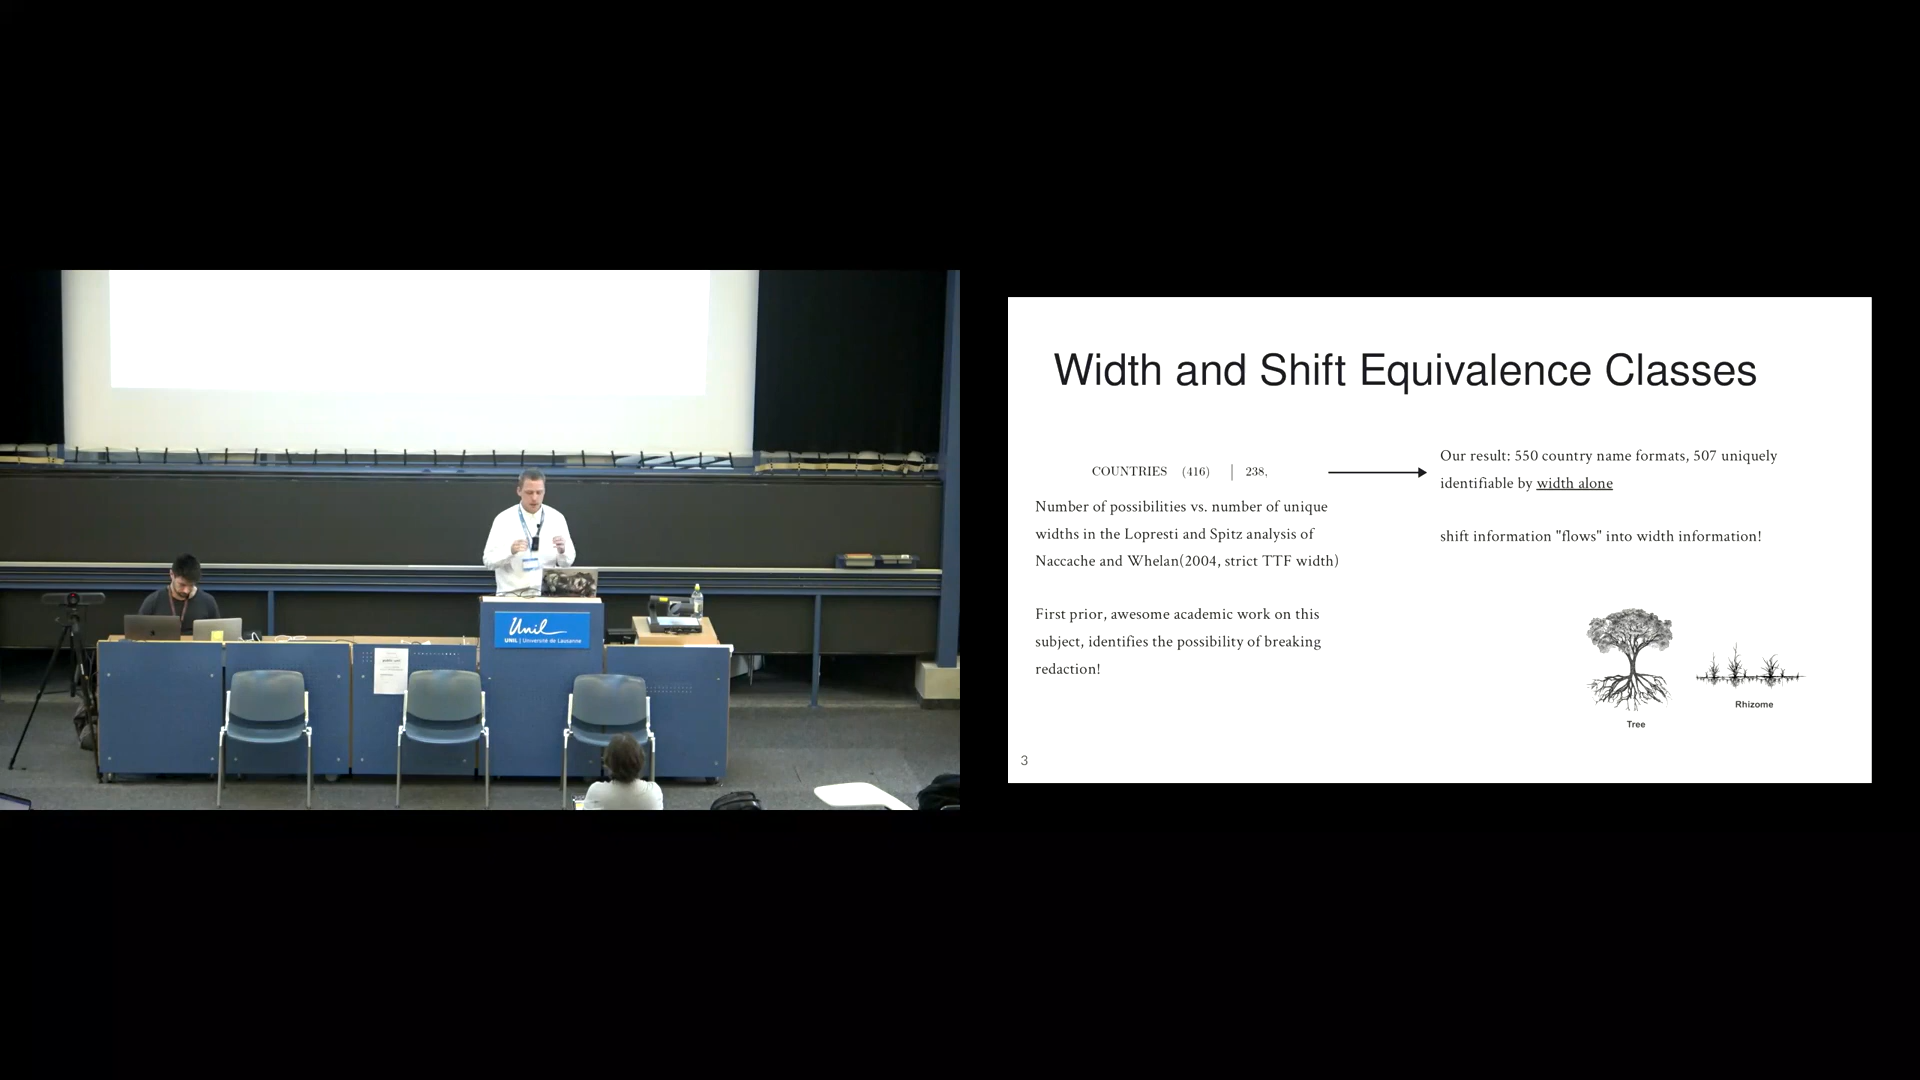 Unil
UNIL | Université de Lausanne
Width and Shift Equivalence Classes
COUNTRIES (416) | 238.
Number of possibilities vs. number of unique
widths in the Lopresti and Spitz analysis of
Naccache and Whelan(2004, strict TTF width)
First prior, awesome academic work on this
subject, identifies the possibility of breaking
redaction!
Our result: 550 country name formats, 507 uniquely
identifiable by width alone
shift information "flows" into width information!
Tree
Rhizome
3